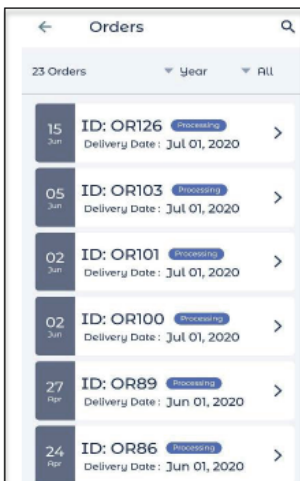 Orders
23 Orders Year All
15 ID: OR126 Processing
Jun Delivery Date: Jul 01, 2020
05 ID: OR103 Processing
Jun Delivery Date: Jul 01, 2020
02 ID: OR101 Processing
Jun Delivery Date: Jul 01, 2020
02 ID: OR100 Processing
Jun Delivery Date: Jul 01, 2020
27 ID: OR89 Processing
Apr Delivery Date: Jun 01, 2020
24 ID: OR86 Processing
Apr Delivery Date: Jun 01, 2020